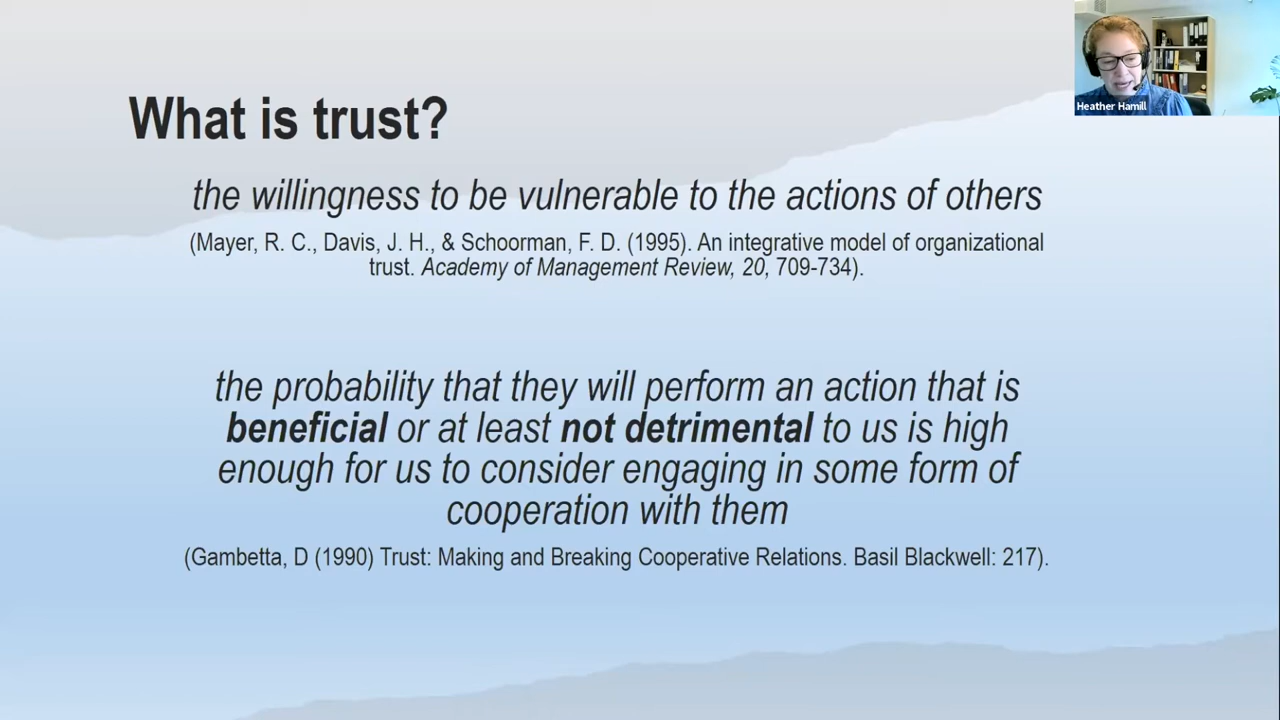 Heather Hamill
What is trust?
the willingness to be vulnerable to the actions of others
(Mayer, R. C., Davis, J. H., & Schoorman, F. D. (1995). An integrative model of organizational
trust. Academy of Management Review, 20, 709-734).
the probability that they will perform an action that is
beneficial or at least not detrimental to us is high
enough for us to consider engaging in some form of
cooperation with them
(Gambetta, D (1990) Trust: Making and Breaking Cooperative Relations. Basil Blackwell: 217).